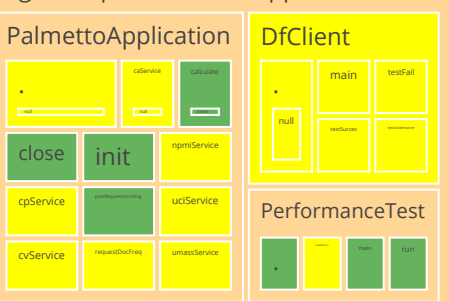 PalmettoApplication
.
null
caService
null
calculate
close
init
npmiService
cpService
uciService
cvService
requestDocFreq
umassService
DfClient
.
null
main
testFail
testSucces
PerformanceTest
.
main
run